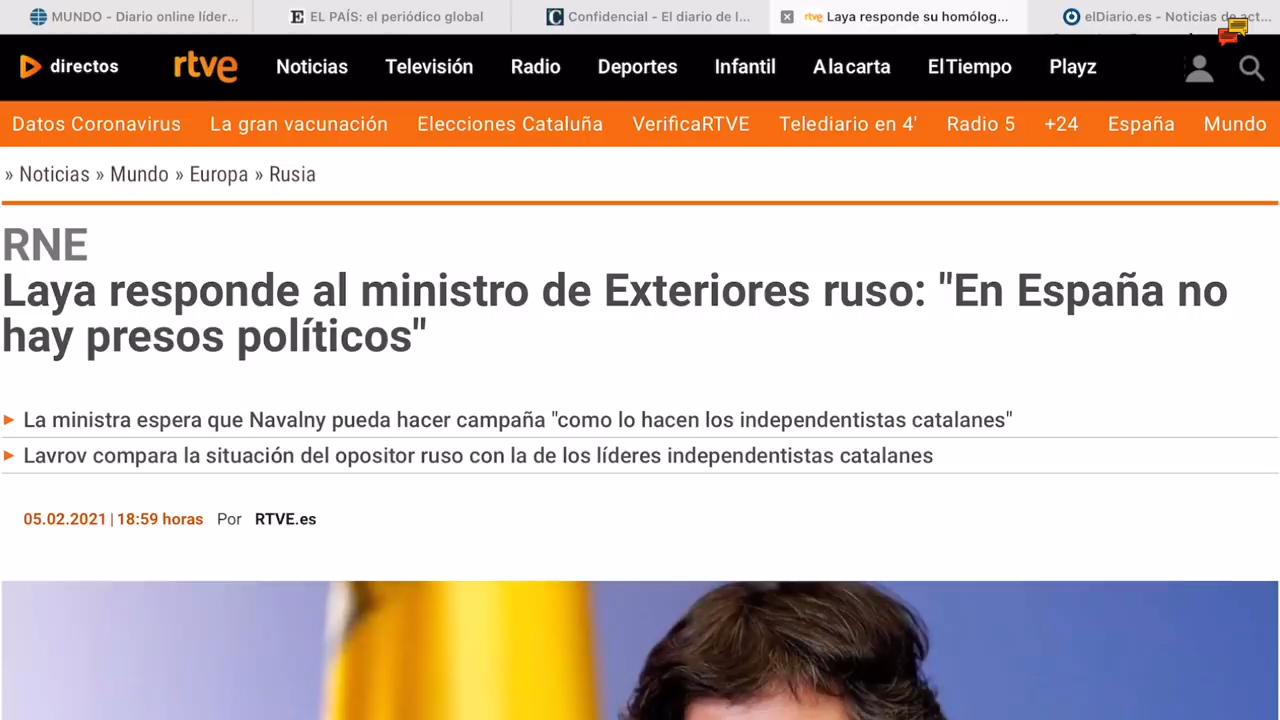 MUNDO - Diario online líder...
EL PAÍS: el periódico global
Confidencial - El diario de l...
rtve Laya responde su homólog...
elDiario.es - Noticias de act...
directos
rtve
Noticias
Televisión
Radio
Deportes
Infantil
A la carta
El Tiempo
Playz
Datos Coronavirus
La gran vacunación
Elecciones Cataluña
VerificaRTVE
Telediario en 4'
Radio 5
+24
España
Mundo
» Noticias » Mundo » Europa » Rusia
RNE
Laya responde al ministro de Exteriores ruso: "En España no
hay presos políticos"
La ministra espera que Navalny pueda hacer campaña "como lo hacen los independentistas catalanes"
Lavrov compara la situación del opositor ruso con la de los líderes independentistas catalanes
05.02.2021 | 18:59 horas Por RTVE.es